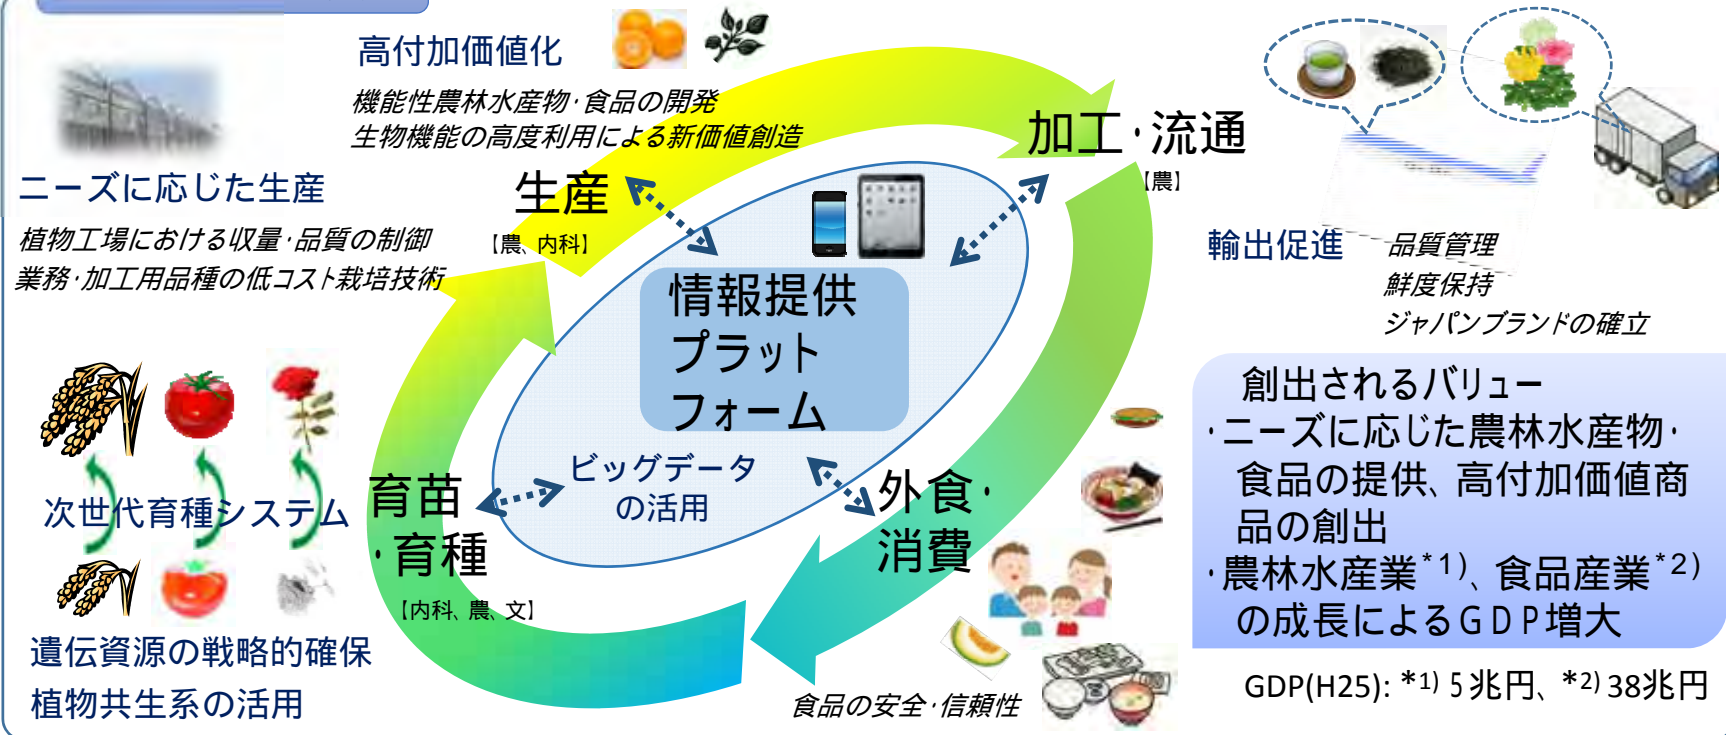 高付加価値化
機能性農林水産物･食品の開発
生物機能の高度利用による新価値創造
ニーズに応じた生産
植物工場における収量･品質の制御
業務･加工用品種の低コスト栽培技術
生産
【農、内科】
加工･流通
【農】
輸出促進
品質管理
鮮度保持
ジャパンブランドの確立
情報提供
プラット
フォーム
ビッグデータ
の活用
次世代育種システム
育苗
･育種
【内科、農、文】
遺伝資源の戦略的確保
植物共生系の活用
外食･
消費
食品の安全･信頼性
創出されるバリュー
･ニーズに応じた農林水産物･
食品の提供、高付加価値商
品の創出
･農林水産業*1)、食品産業*2)
の成長によるGDP増大
GDP(H25): *1) 5兆円、*2) 38兆円